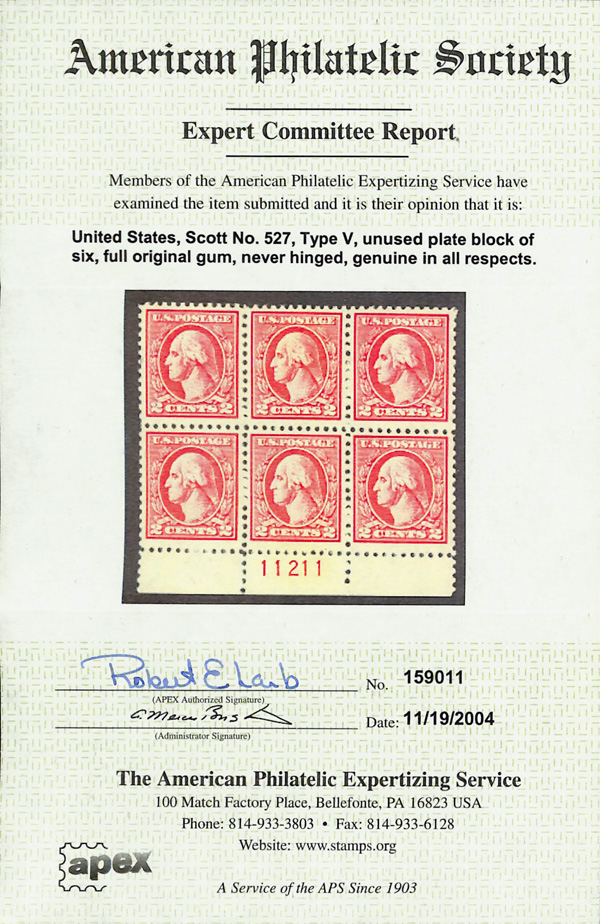 American Philatelic Society
Expert Committee Report
Members of the American Philatelic Expertizing Service have
examined the item submitted and it is their opinion that it is:
United States, Scott No. 527, Type V, unused plate block of
six, full original gum, never hinged, genuine in all respects.
U.S.POSTAGE U.S.POSTAGE U.S.POSTAGE
2 CENTS 2 2 CENTS 2 2 CENTS 2
U.S.POSTAGE U.S.POSTAGE U.S.POSTAGE
2 CENTS 2 2 CENTS 2 2 CENTS 2
11211
Robert E Lamb
No. 159011
(APEX Authorized Signature)
Date: 11/19/2004
(Administrator Signature)
The American Philatelic Expertizing Service
100 Match Factory Place, Bellefonte, PA 16823 USA
Phone: 814-933-3803 • Fax: 814-933-6128
Website: www.stamps.org
apex
A Service of the APS Since 1903